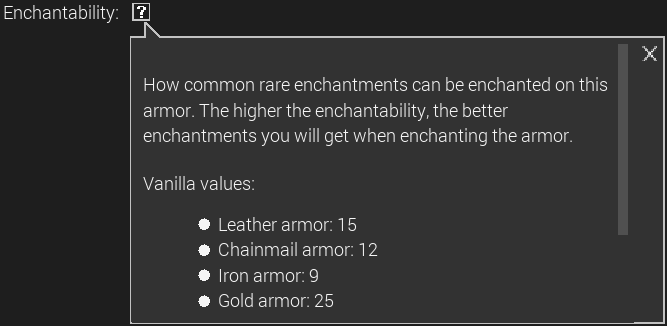 Enchantability: ?
X
How common rare enchantments can be enchanted on this
armor. The higher the enchantability, the better
enchantments you will get when enchanting the armor.
Vanilla values:
Leather armor: 15
Chainmail armor: 12
Iron armor: 9
Gold armor: 25